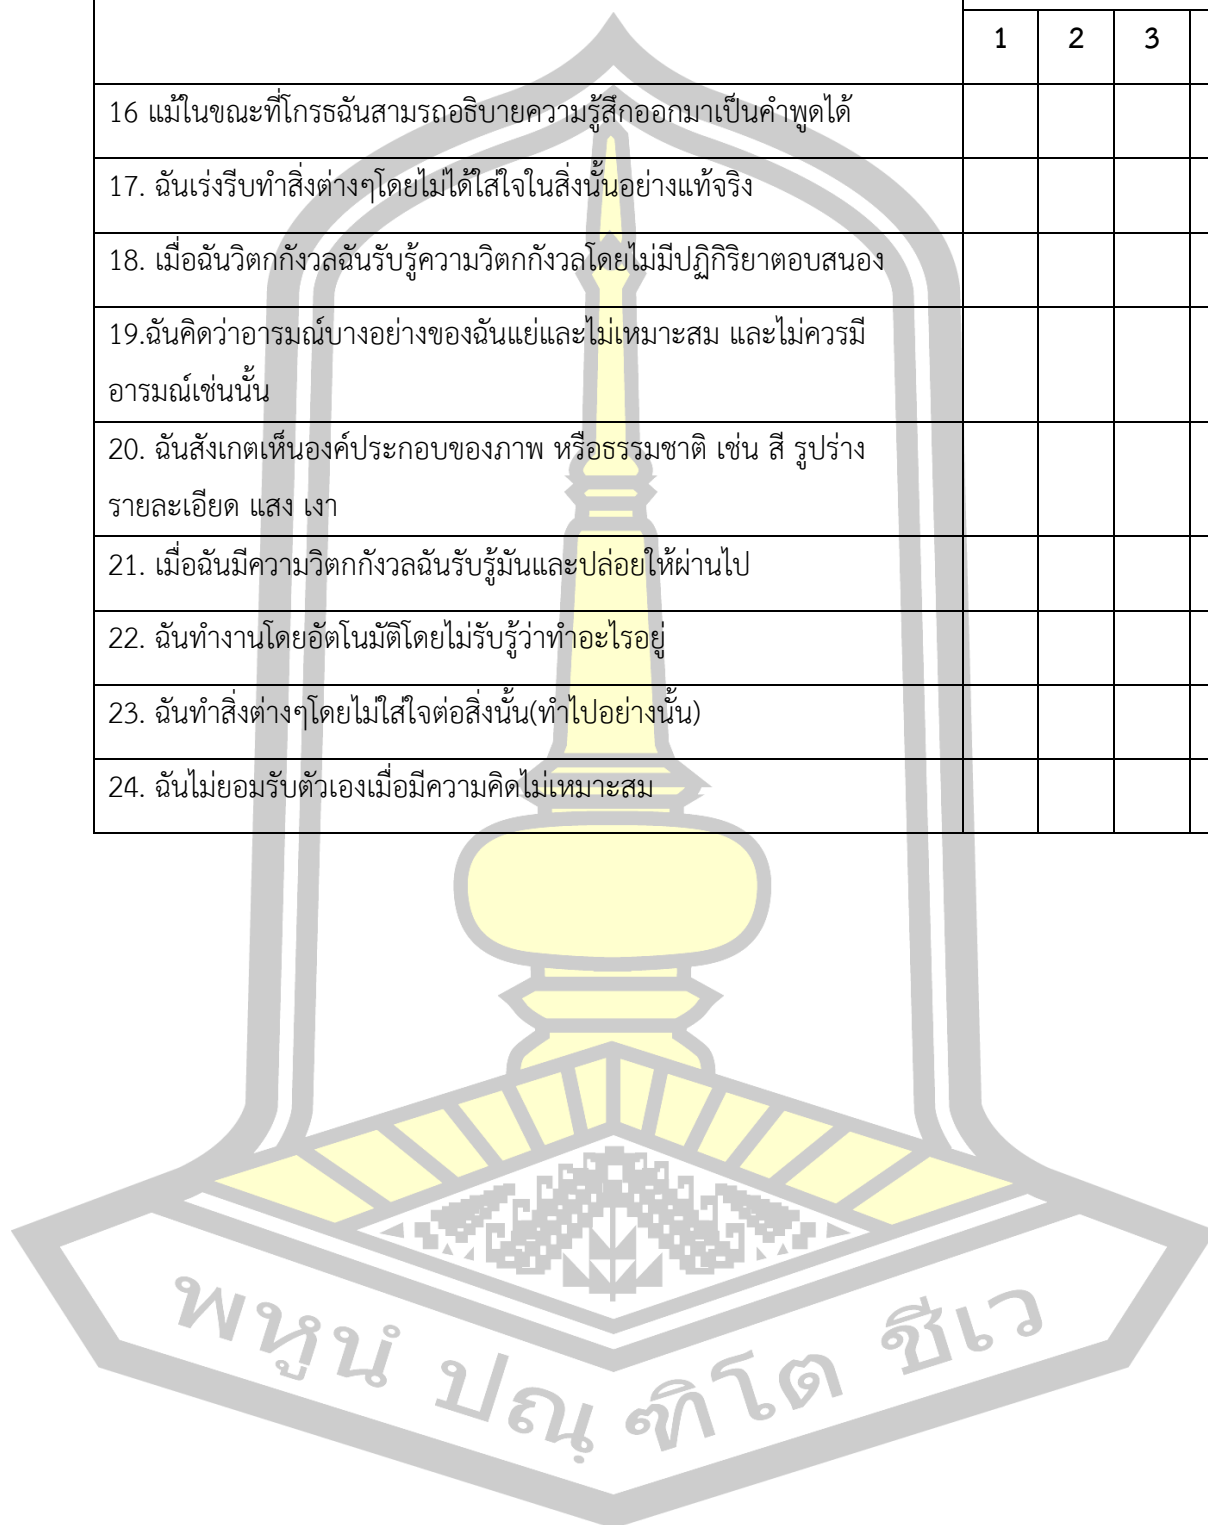 1 2 3
16 แม้ในขณะที่โกรธฉันสามรถอธิบายความรู้สึกออกมาเป็นคำพูดได้
17. ฉันเร่งรีบทำสิ่งต่างๆโดยไม่ได้ใส่ใจในสิ่งนั้นอย่างแท้จริง
18. เมื่อฉันวิตกกังวลฉันรับรู้ความวิตกกังวลโดยไม่มีปฏิกิริยาตอบสนอง
19.ฉันคิดว่าอารมณ์บางอย่างของฉันแย่และไม่เหมาะสม และไม่ควรมี
อารมณ์เช่นนั้น
20. ฉันสังเกตเห็นองค์ประกอบของภาพ หรือธรรมชาติ เช่น สี รูปร่าง
รายละเอียด แสง เงา
21. เมื่อฉันมีความวิตกกังวลฉันรับรู้มันและปล่อยให้ผ่านไป
22. ฉันทำงานโดยอัตโนมัติโดยไม่รับรู้ว่าทำอะไรอยู่
23. ฉันทำสิ่งต่างๆโดยไม่ใส่ใจต่อสิ่งนั้น(ทำไปอย่างนั้น)
24. ฉันไม่ยอมรับตัวเองเมื่อมีความคิดไม่เหมาะสม
พหูนํ ปณฺฑิโต ชีเว